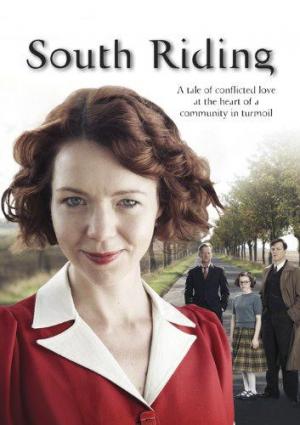 South Riding
A tale of conflicted love
at the heart of a
community in turmoil